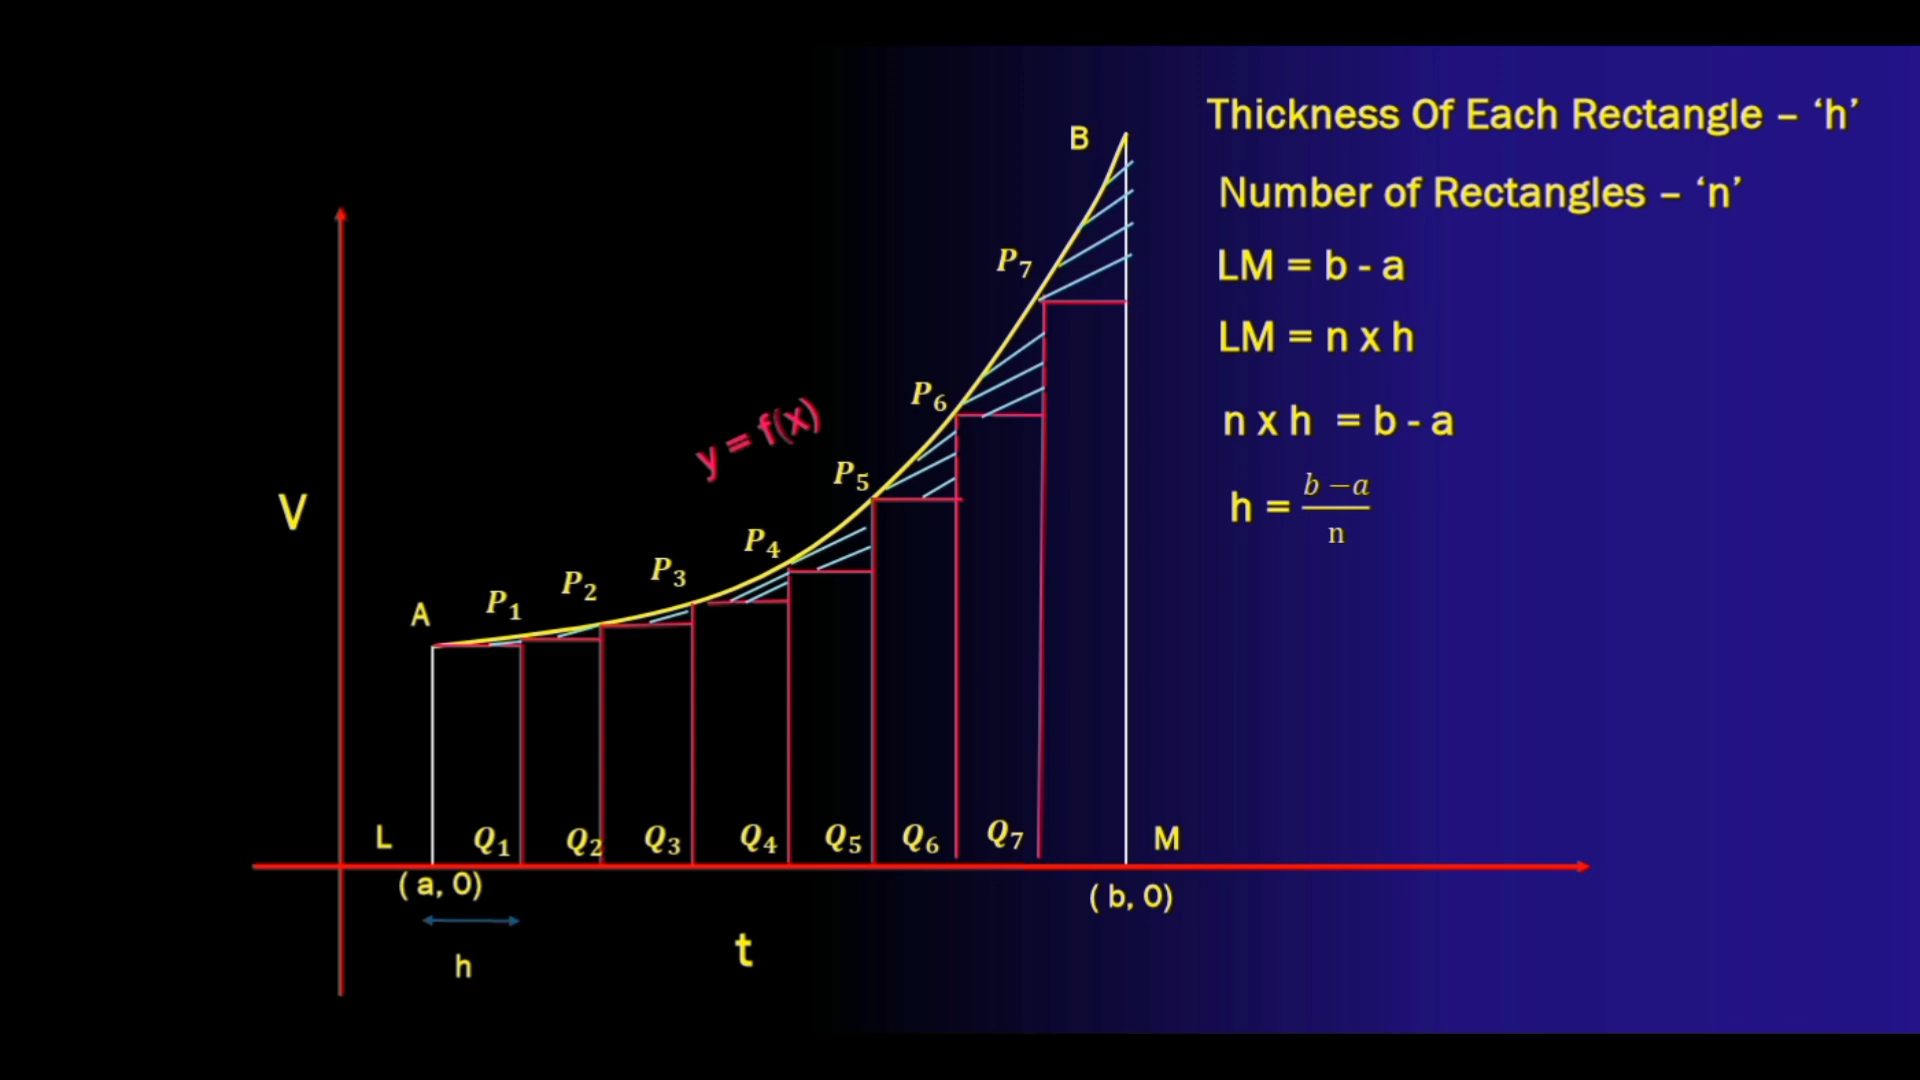 Thickness Of Each Rectangle – ‘h’
Number of Rectangles – ‘n’
LM = b - a
LM = n x h
n x h = b - a
h = b −a
n
B
P₇
P₆
y = f(x)
P₅
V
P₄
P₃
P₂
P₁
A
L
Q₁
Q₂
Q₃
Q₄
Q₅
Q₆
Q₇
M
( a, 0)
( b, 0)
h
t